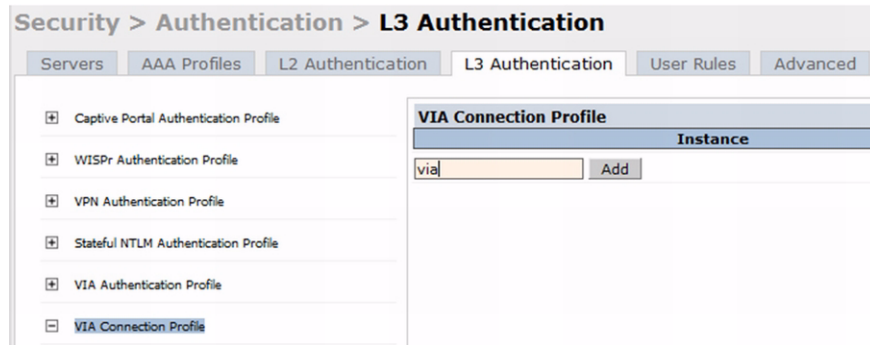 Security > Authentication > L3 Authentication
Servers AAA Profiles L2 Authentication L3 Authentication User Rules Advanced
Captive Portal Authentication Profile
WISPr Authentication Profile
VPN Authentication Profile
Stateful NTLM Authentication Profile
VIA Authentication Profile
VIA Connection Profile
VIA Connection Profile
Instance
via Add